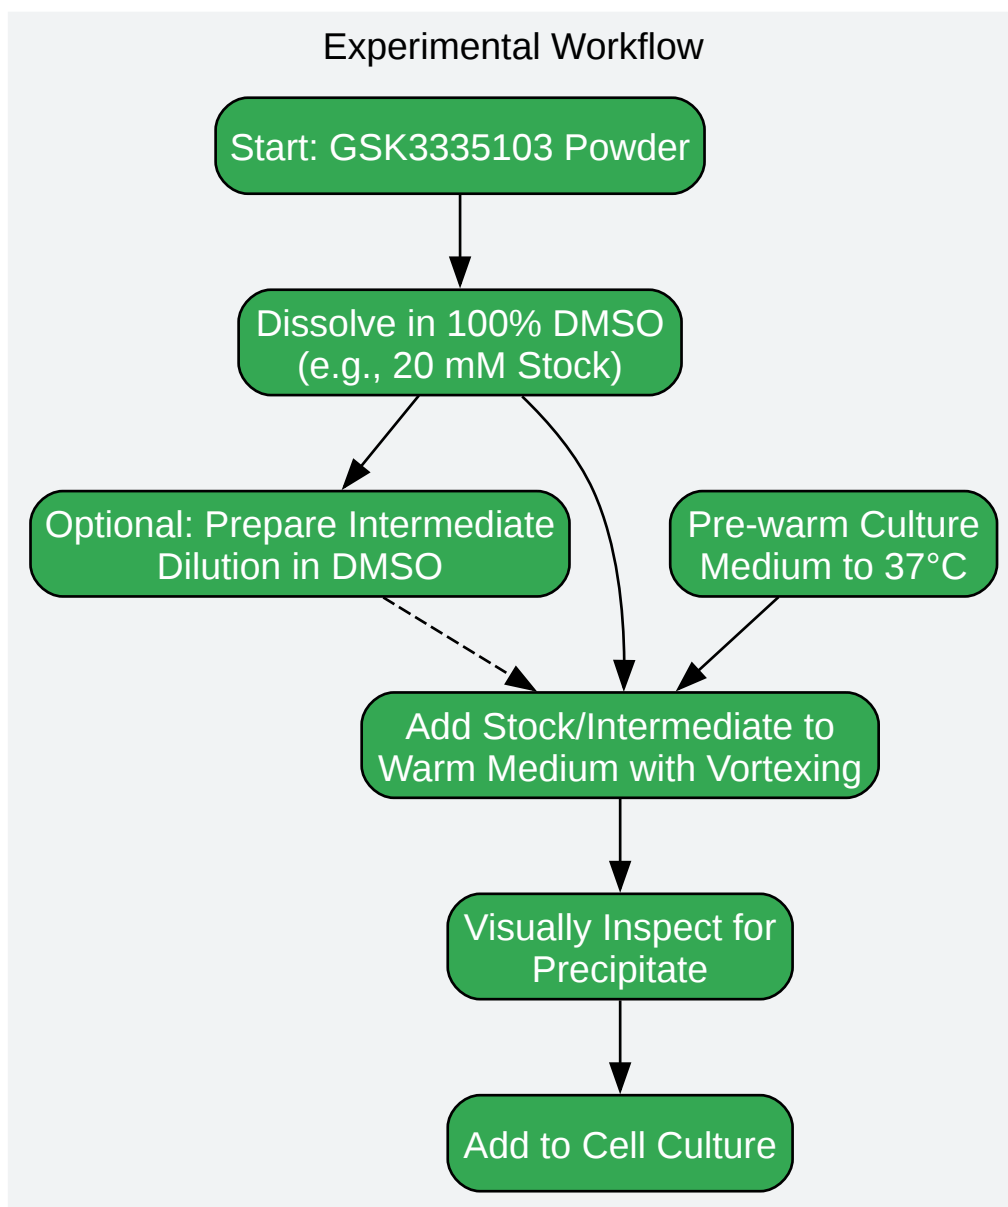 Experimental Workflow
Start: GSK3335103 Powder
Dissolve in 100% DMSO
(e.g., 20 mM Stock)
Optional: Prepare Intermediate
Dilution in DMSO
Pre-warm Culture
Medium to 37°C
Add Stock/Intermediate to
Warm Medium with Vortexing
Visually Inspect for
Precipitate
Add to Cell Culture